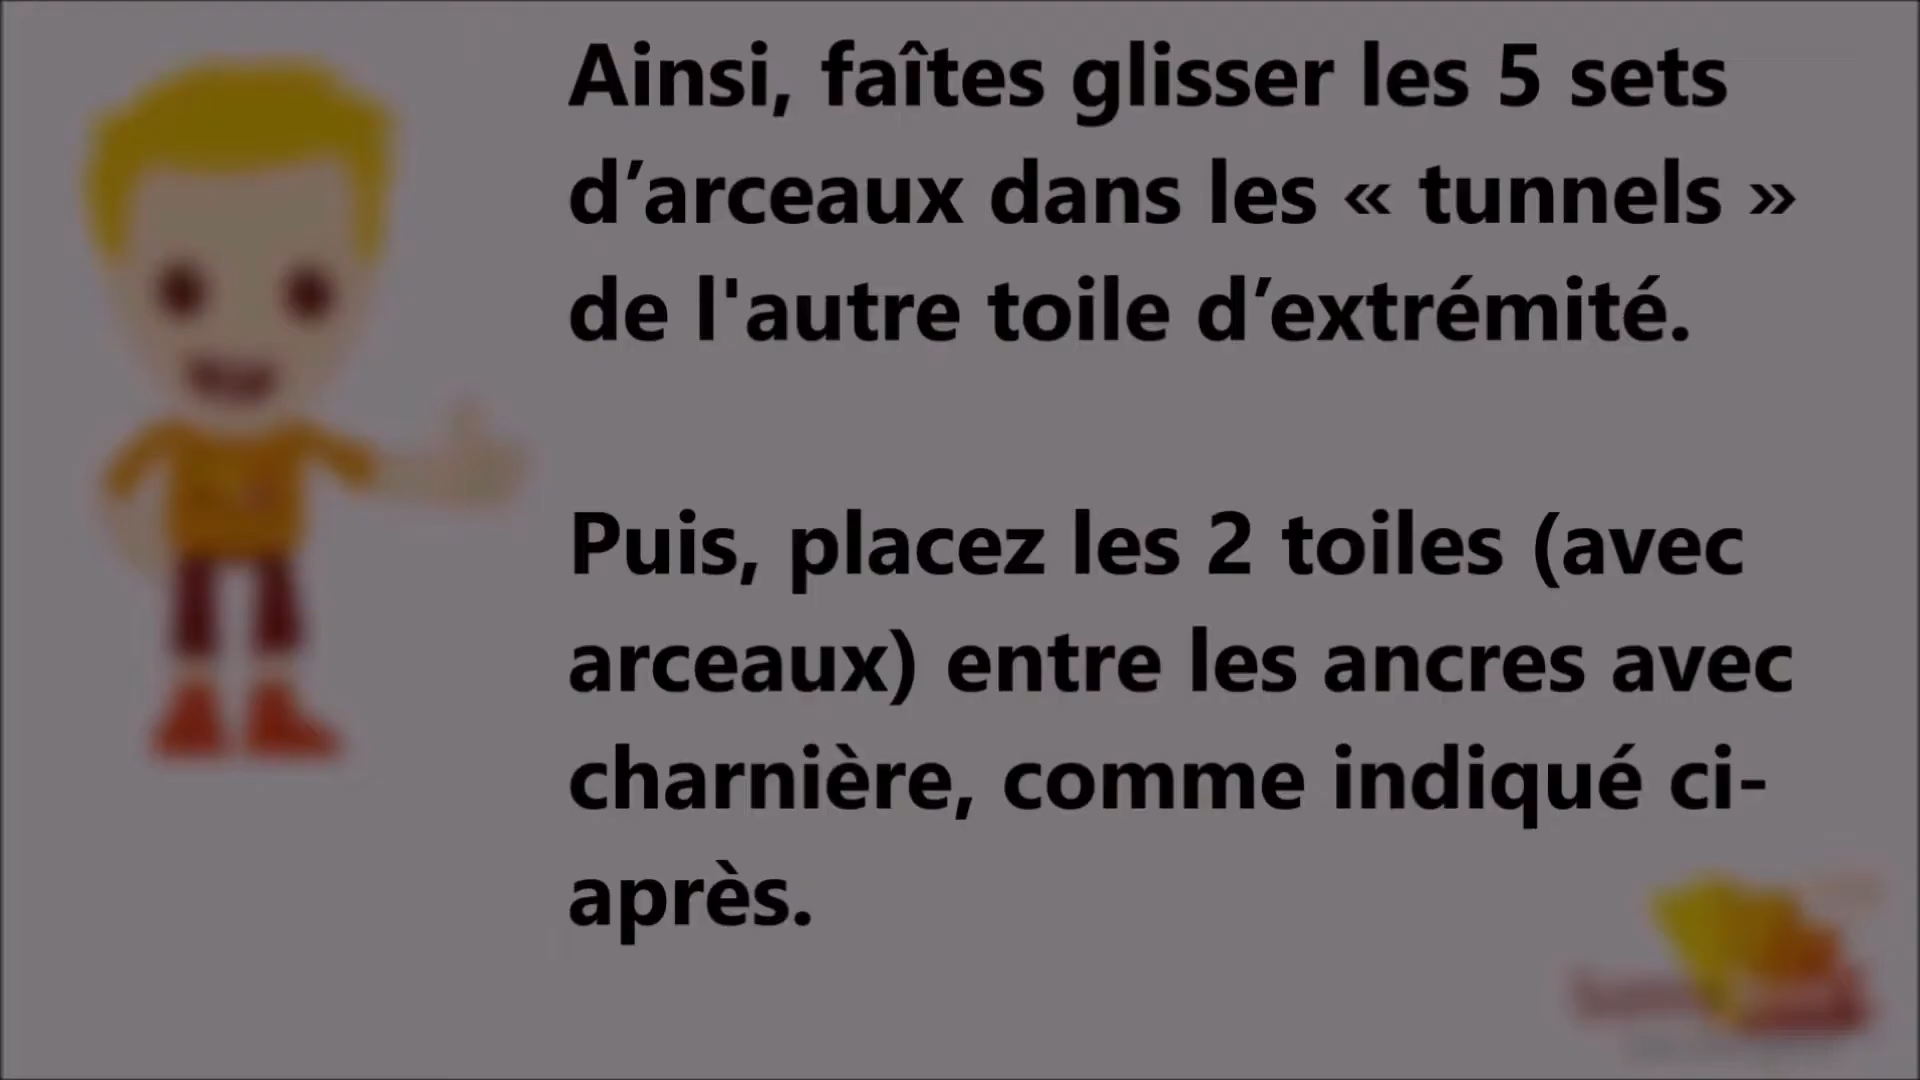 Ainsi, faîtes glisser les 5 sets
d’arceaux dans les « tunnels »
de l'autre toile d’extrémité.
Puis, placez les 2 toiles (avec
arceaux) entre les ancres avec
charnière, comme indiqué ci-
après.